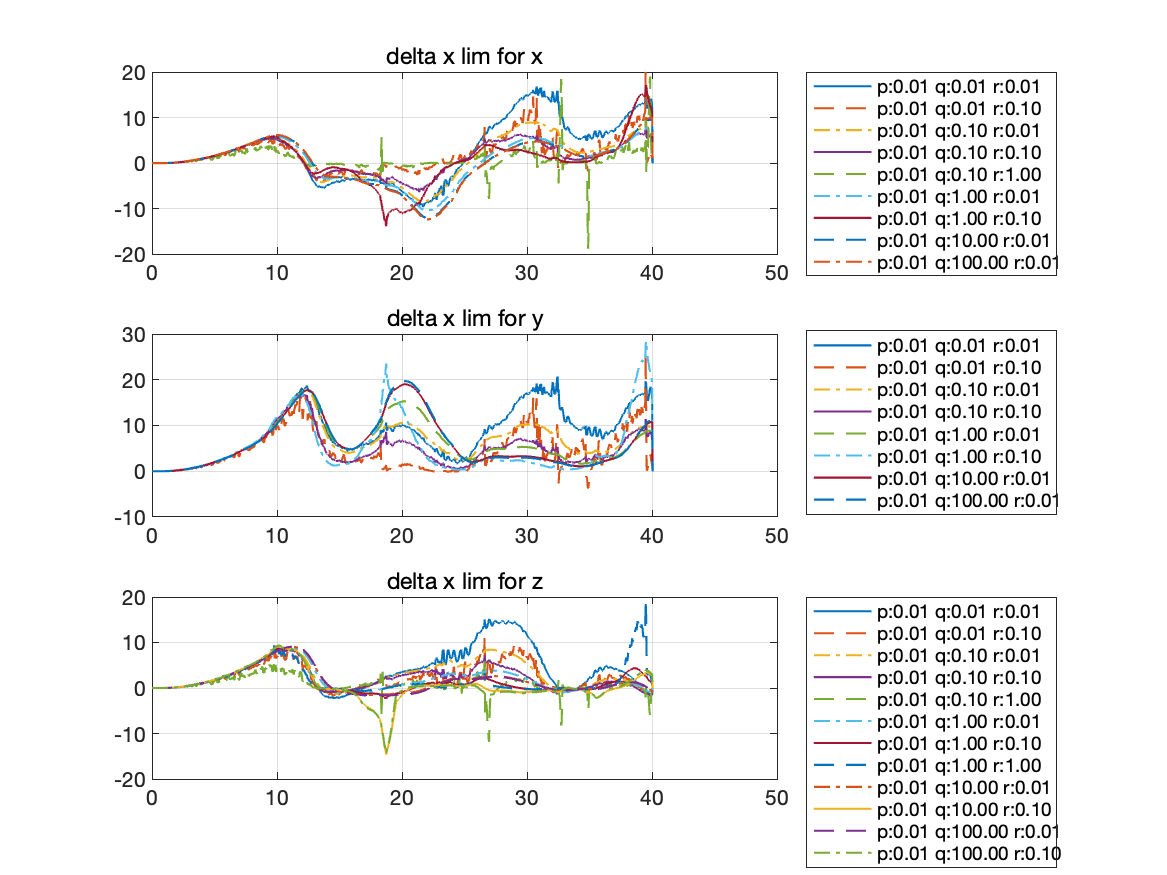 delta x lim for x
20
10
0
-10
-20
0 10 20 30 40 50
p:0.01 q:0.01 r:0.01
p:0.01 q:0.01 r:0.10
p:0.01 q:0.10 r:0.01
p:0.01 q:0.10 r:0.10
p:0.01 q:0.10 r:1.00
p:0.01 q:1.00 r:0.01
p:0.01 q:1.00 r:0.10
p:0.01 q:10.00 r:0.01
p:0.01 q:100.00 r:0.01
delta x lim for y
30
20
10
0
-10
0 10 20 30 40 50
p:0.01 q:0.01 r:0.01
p:0.01 q:0.01 r:0.10
p:0.01 q:0.10 r:0.01
p:0.01 q:0.10 r:0.10
p:0.01 q:1.00 r:0.01
p:0.01 q:1.00 r:0.10
p:0.01 q:10.00 r:0.01
p:0.01 q:100.00 r:0.01
delta x lim for z
20
10
0
-10
-20
0 10 20 30 40 50
p:0.01 q:0.01 r:0.01
p:0.01 q:0.01 r:0.10
p:0.01 q:0.10 r:0.01
p:0.01 q:0.10 r:0.10
p:0.01 q:0.10 r:1.00
p:0.01 q:1.00 r:0.01
p:0.01 q:1.00 r:0.10
p:0.01 q:1.00 r:1.00
p:0.01 q:10.00 r:0.01
p:0.01 q:10.00 r:0.10
p:0.01 q:100.00 r:0.01
p:0.01 q:100.00 r:0.10